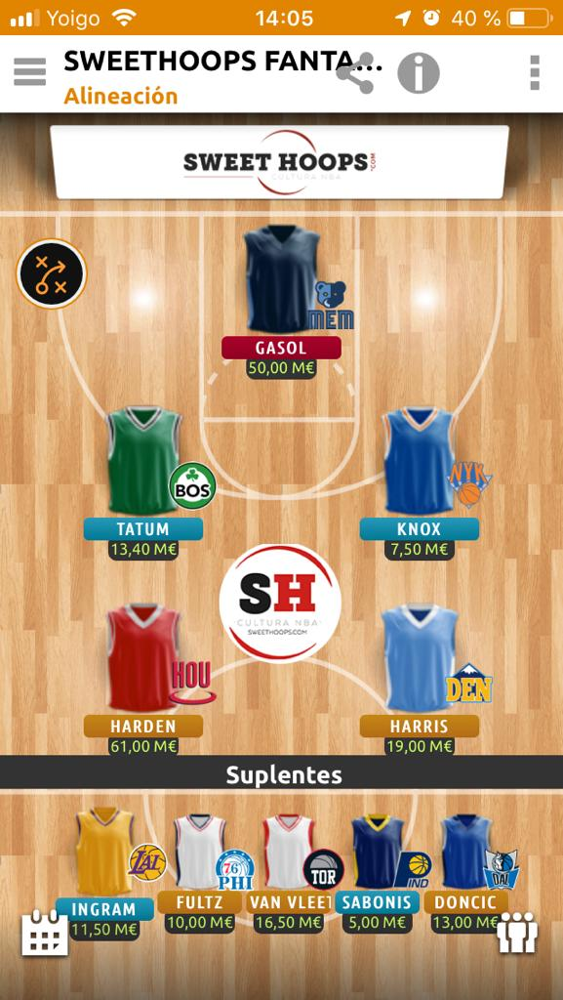 Yoigo 14:05 40 %
SWEETHOOPS FANTA...
Alineación
SWEET HOOPS .COM
CULTURA NBA
MEM
GASOL
50,00 M€
BOS
NYK
TATUM
KNOX
13,40 M€
7,50 M€
SH
CULTURA NBA
SWEETHOOPS.COM
HOU
DEN
HARDEN
HARRIS
61,00 M€
19,00 M€
Suplentes
LAL
76
PHI
TOR
IND
DAL
INGRAM
FULTZ
VAN VLEET
SABONIS
DONCIC
11,50 M€
10,00 M€
16,50 M€
5,00 M€
13,00 M€